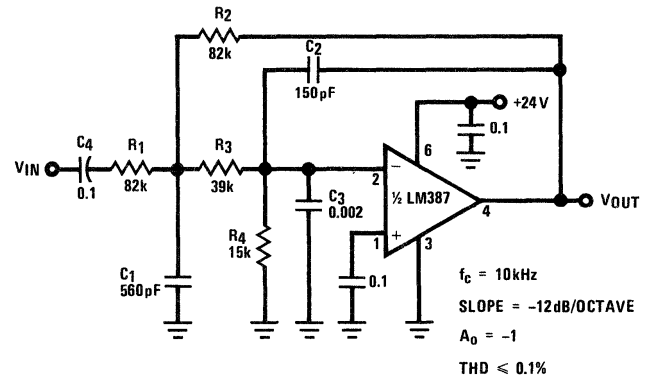 R2
82k
C2
150pF
+24V
0.1
C4
0.1
R1
82k
R3
39k
VIN
C3
0.002
R4
15k
C1
560pF
2
−
6
½ LM387
4
VOUT
1
+
3
0.1
fc = 10kHz
SLOPE = −12dB/OCTAVE
Ao = −1
THD ⩽ 0.1%